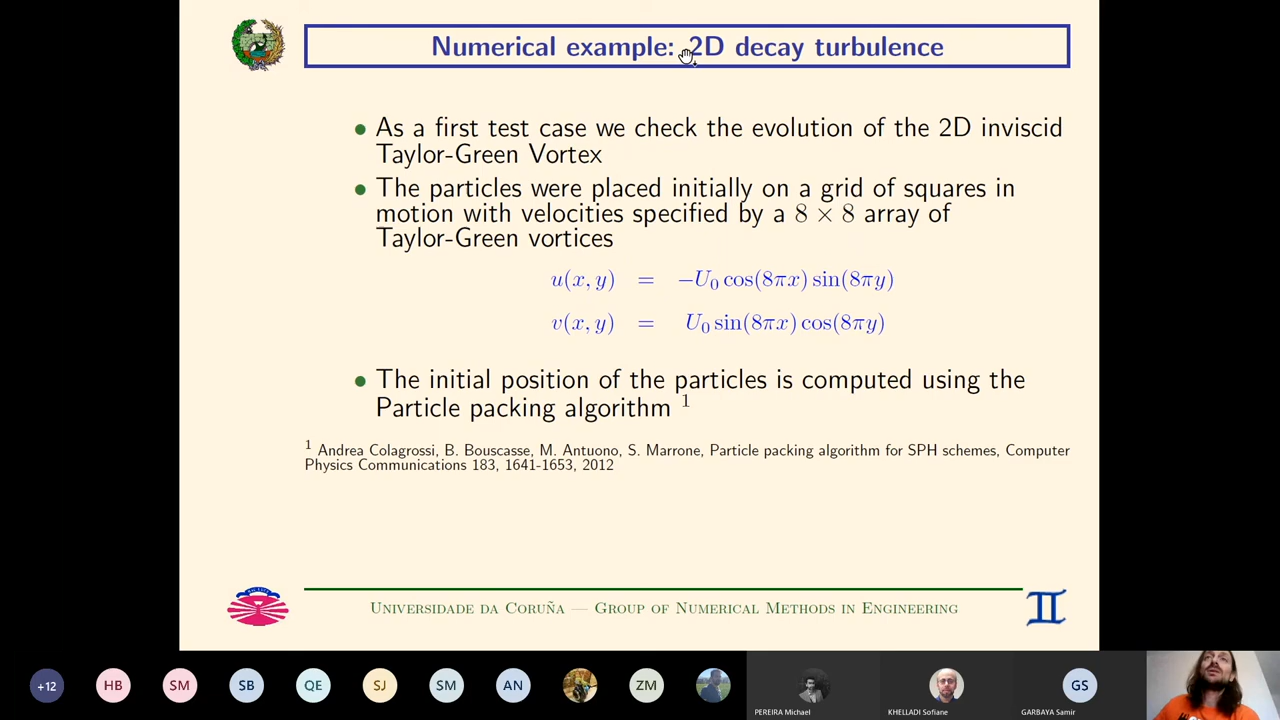 Numerical example: 2D decay turbulence
• As a first test case we check the evolution of the 2D inviscid
Taylor-Green Vortex
• The particles were placed initially on a grid of squares in
motion with velocities specified by a 8 × 8 array of
Taylor-Green vortices
u(x, y) = −U₀ cos(8πx) sin(8πy)
v(x, y) = U₀ sin(8πx) cos(8πy)
• The initial position of the particles is computed using the
Particle packing algorithm ¹
¹ Andrea Colagrossi, B. Bouscasse, M. Antuono, S. Marrone, Particle packing algorithm for SPH schemes, Computer
Physics Communications 183, 1641-1653, 2012
Universidade da Coruña — Group of Numerical Methods in Engineering
+12 HB SM SB QE SJ SM AN ZM GS
PEREIRA Michael KHELLADI Sofiane GARBAYA Samir